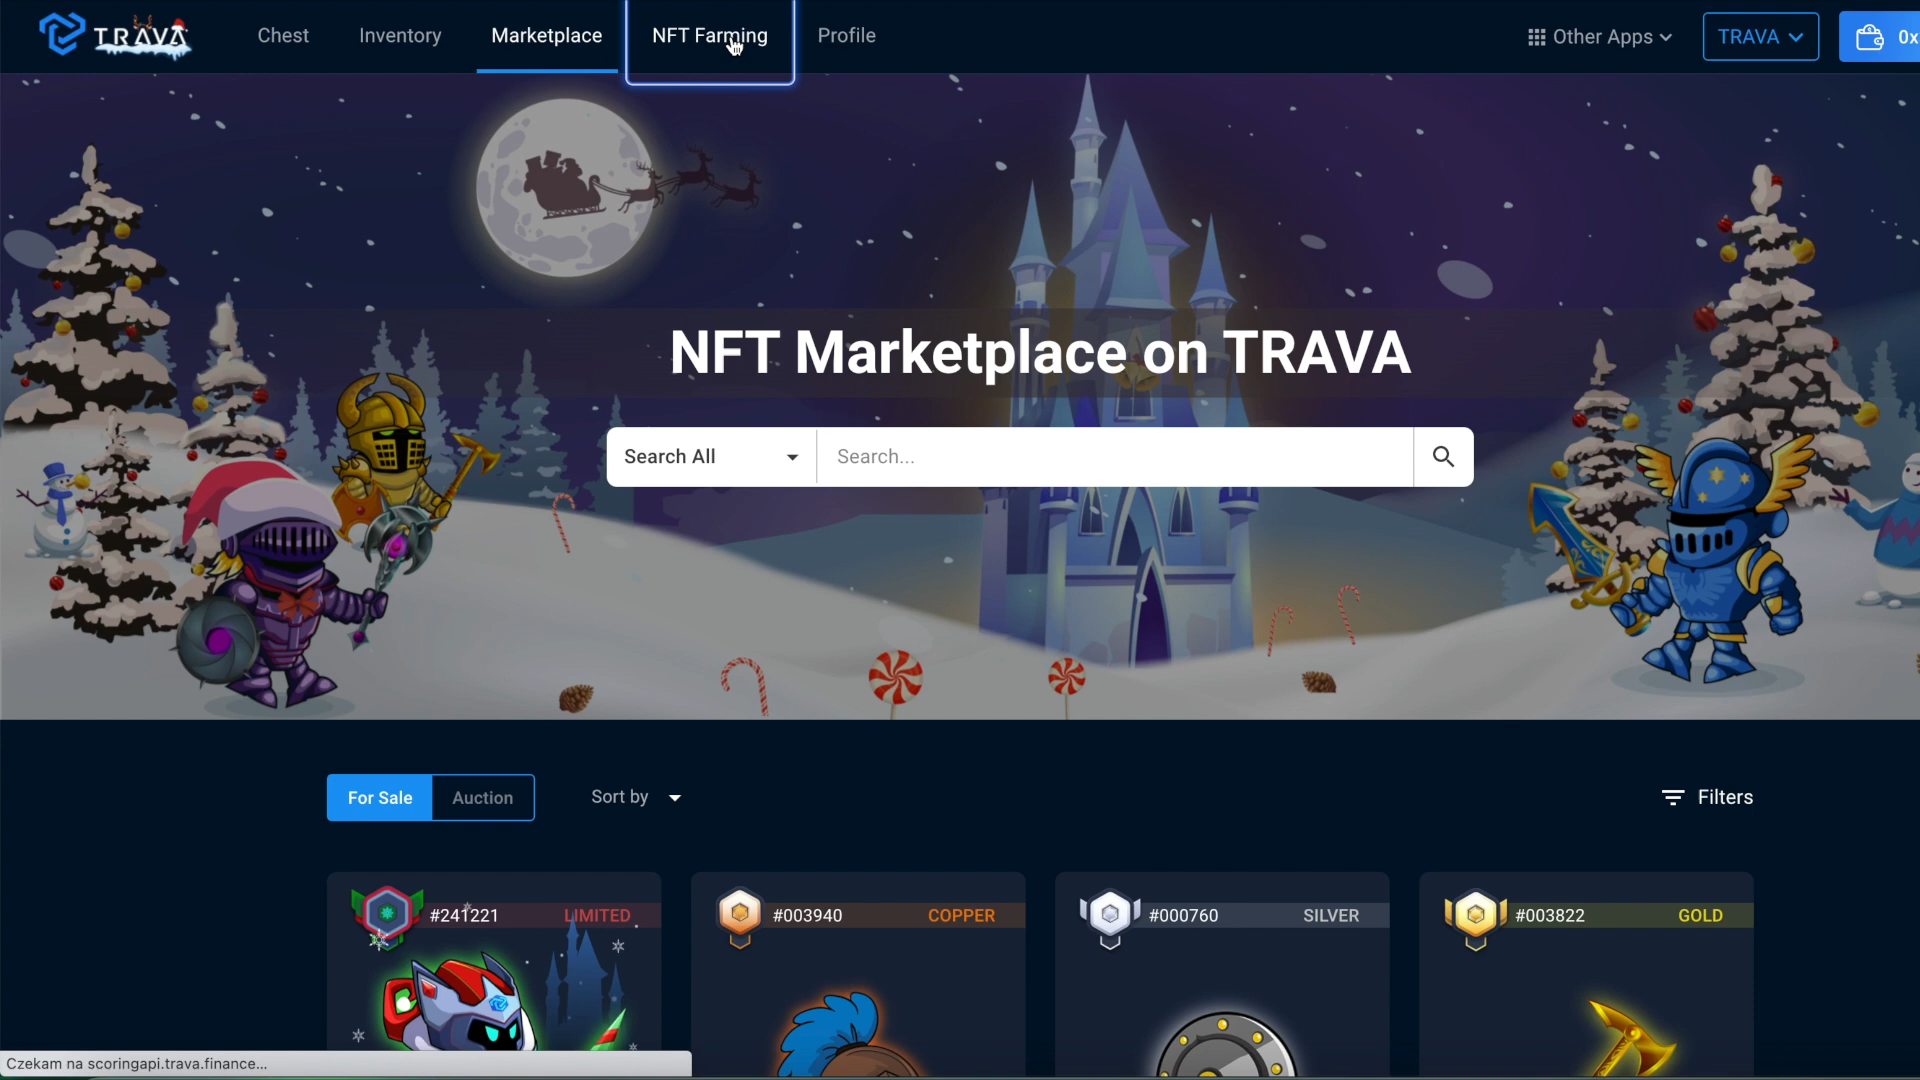 TRAVA
Chest
Inventory
Marketplace
NFT Farming
Profile
Other Apps
TRAVA
0x
NFT Marketplace on TRAVA
Search All
Search...
For Sale
Auction
Sort by
Filters
#241221
LIMITED
#003940
COPPER
#000760
SILVER
#003822
GOLD
Czekam na scoringapi.trava.finance...